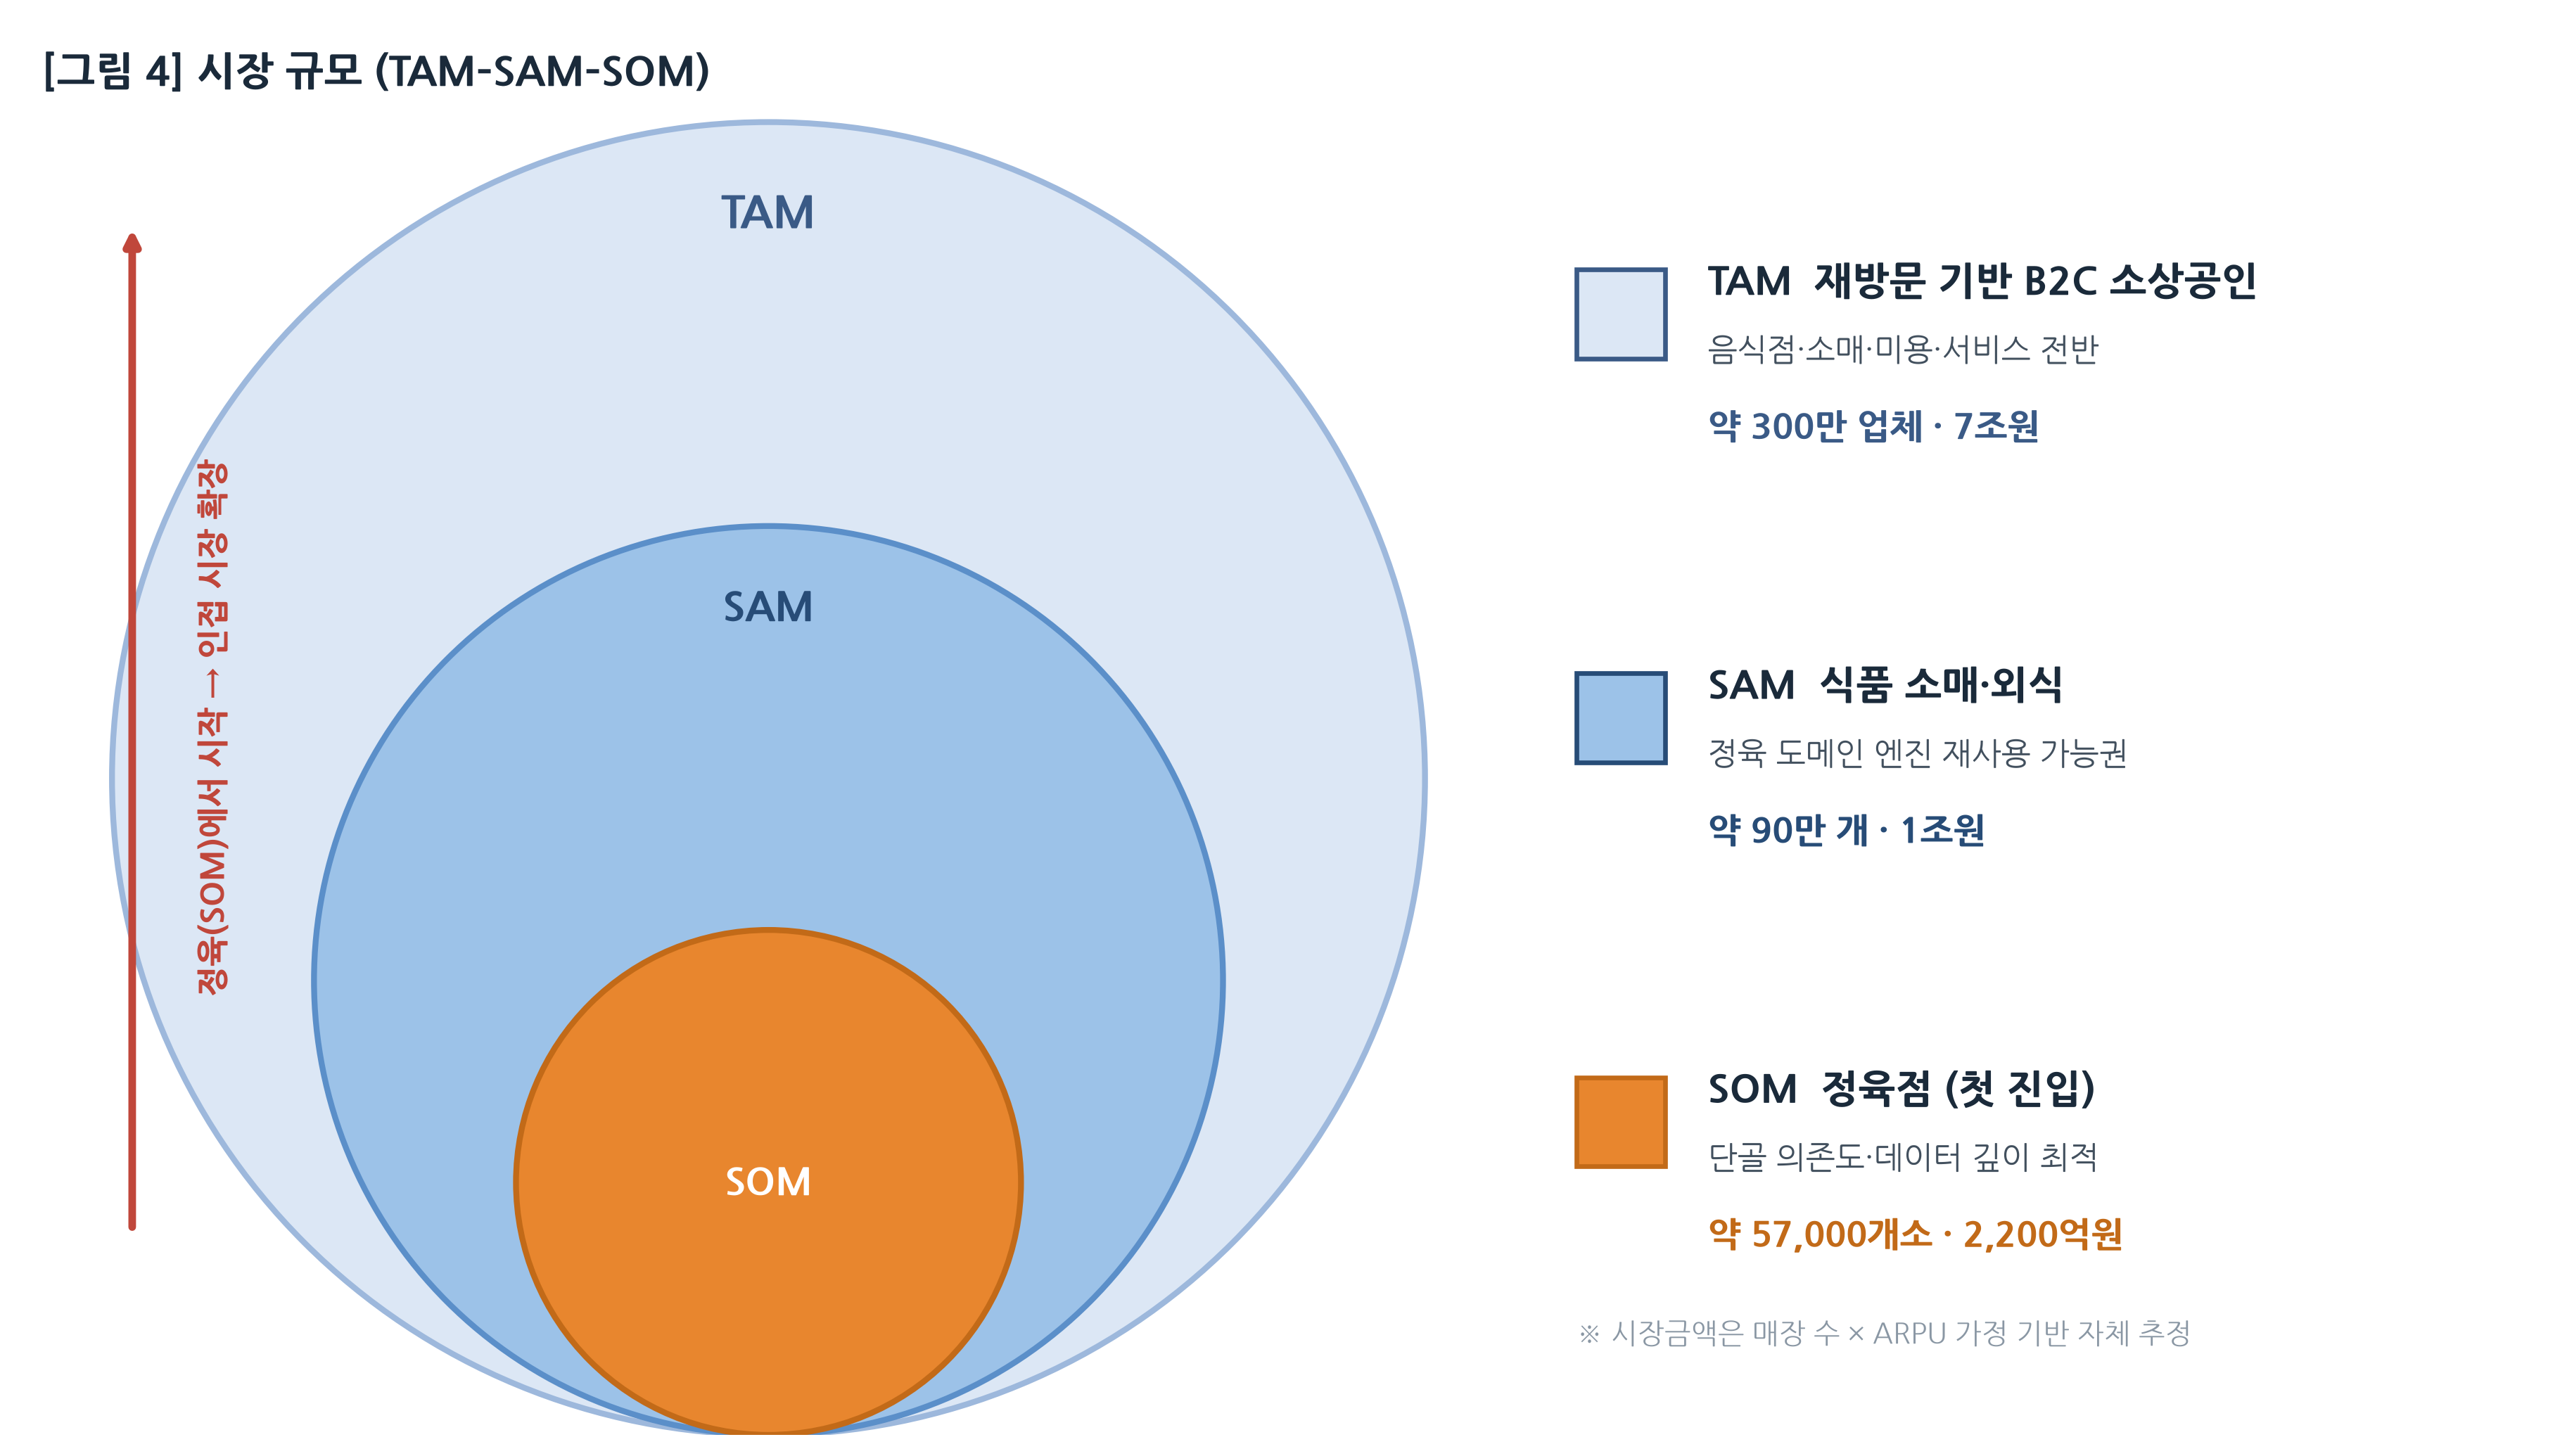 [그림 4] 시장 규모 (TAM-SAM-SOM)
TAM
SAM
SOM
정육(SOM)에서 시작 → 인접 시장 확장
TAM 재방문 기반 B2C 소상공인
음식점·소매·미용·서비스 전반
약 300만 업체 · 7조원
SAM 식품 소매·외식
정육 도메인 엔진 재사용 가능권
약 90만 개 · 1조원
SOM 정육점 (첫 진입)
단골 의존도·데이터 깊이 최적
약 57,000개소 · 2,200억원
※ 시장금액은 매장 수 × ARPU 가정 기반 자체 추정